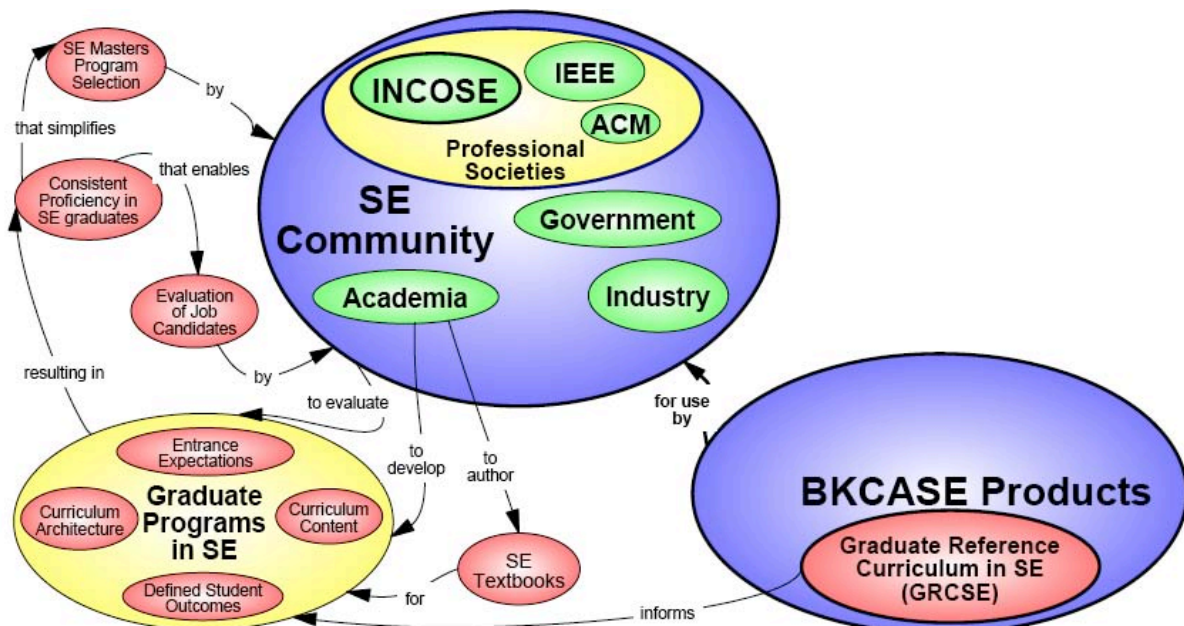 SE Masters
Program
Selection
by
that simplifies
Consistent
Proficiency in
SE graduates
that enables
Evaluation
of Job
Candidates
by
resulting in
INCOSE
IEEE
ACM
Professional
Societies
SE
Community
Government
Academia
Industry
to evaluate
to
develop
to
author
for use
by
Entrance
Expectations
Graduate
Programs
in SE
Curriculum
Architecture
Curriculum
Content
Defined Student
Outcomes
SE
Textbooks
for
informs
BKCASE Products
Graduate Reference
Curriculum in SE
(GRCSE)